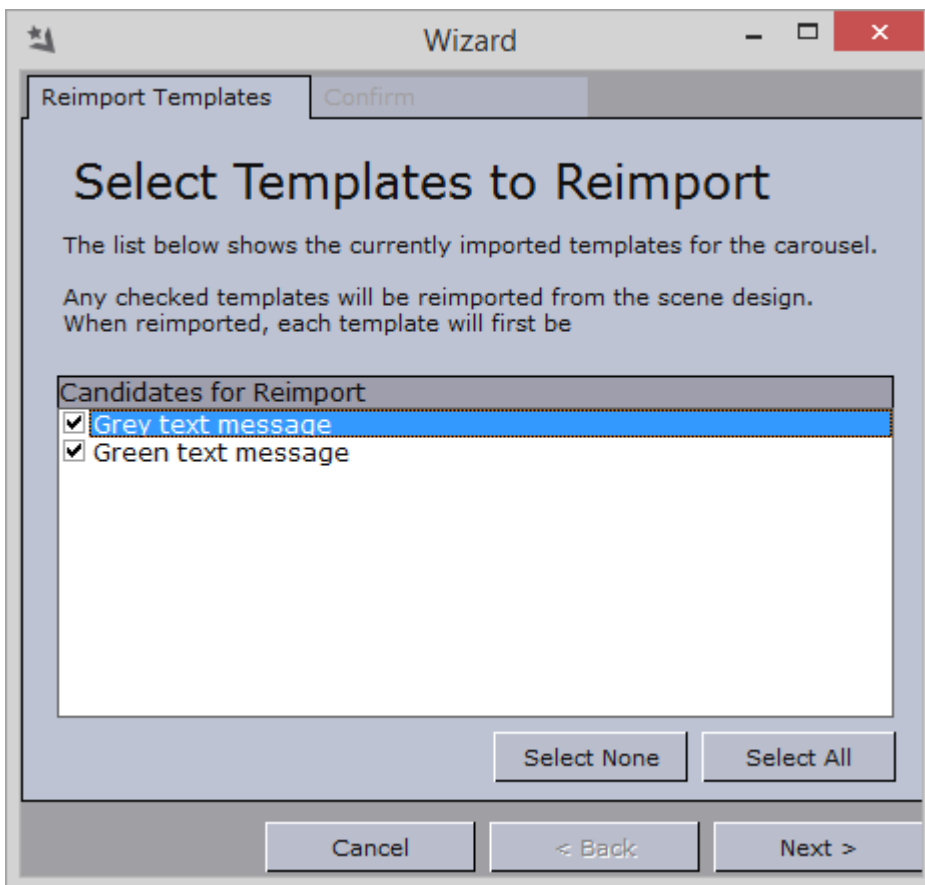 Wizard
Reimport Templates
Confirm
Select Templates to Reimport
The list below shows the currently imported templates for the carousel.
Any checked templates will be reimported from the scene design.
When reimported, each template will first be
Candidates for Reimport
Grey text message
Green text message
Select None
Select All
Cancel
< Back
Next >